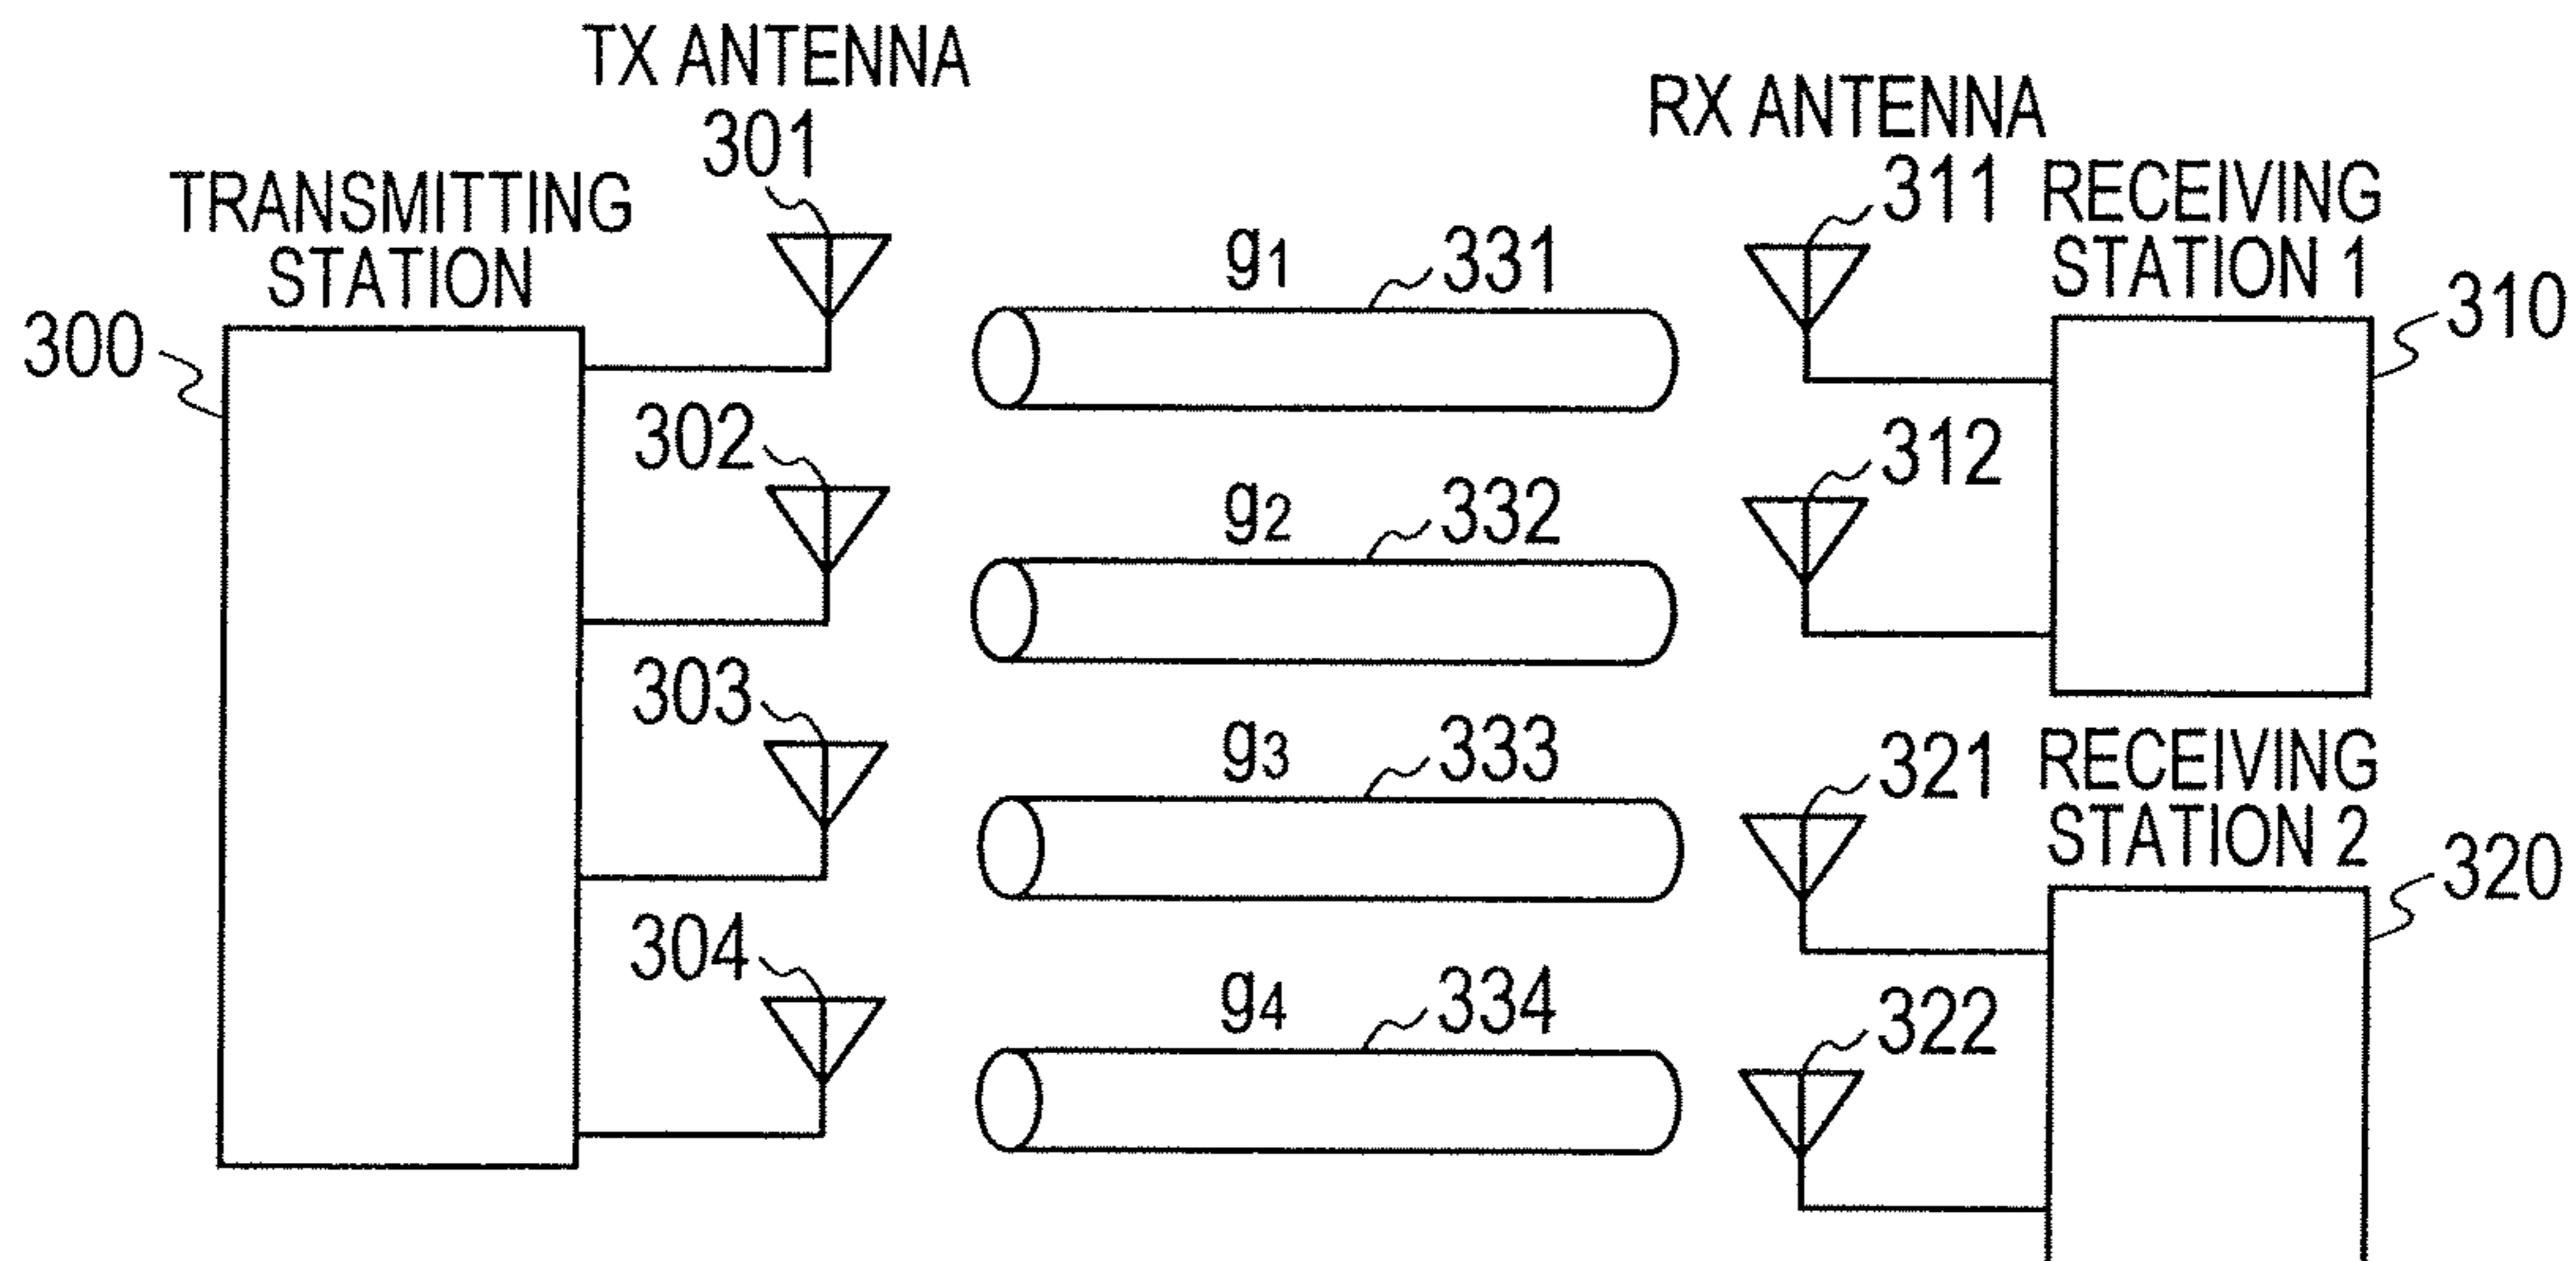 TX ANTENNA
301
RX ANTENNA
311
TRANSMITTING
STATION
RECEIVING
STATION 1
300
g1
331
310
302
312
g2
332
303
g3
333
321
RECEIVING
STATION 2
320
304
g4
334
322